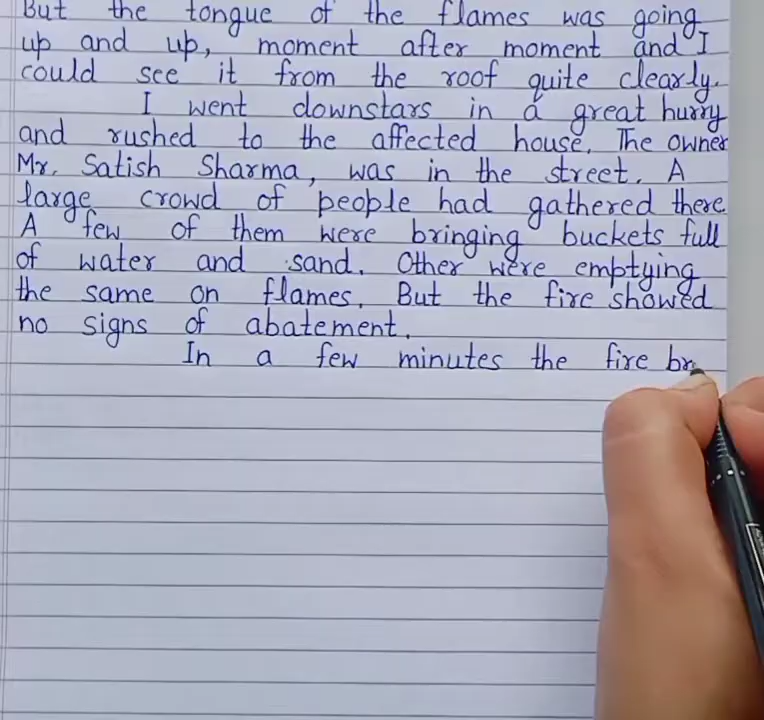 But the tongue of the flames was going
up and up, moment after moment and I
could see it from the roof quite clearly.
I went downstars in a great hurry
and rushed to the affected house. The owner
Mr. Satish Sharma, was in the street. A
large crowd of people had gathered there
A few of them were bringing buckets full
of water and sand. Other were emptying
the same on flames. But the fire showed
no signs of abatement.
In a few minutes the fire br